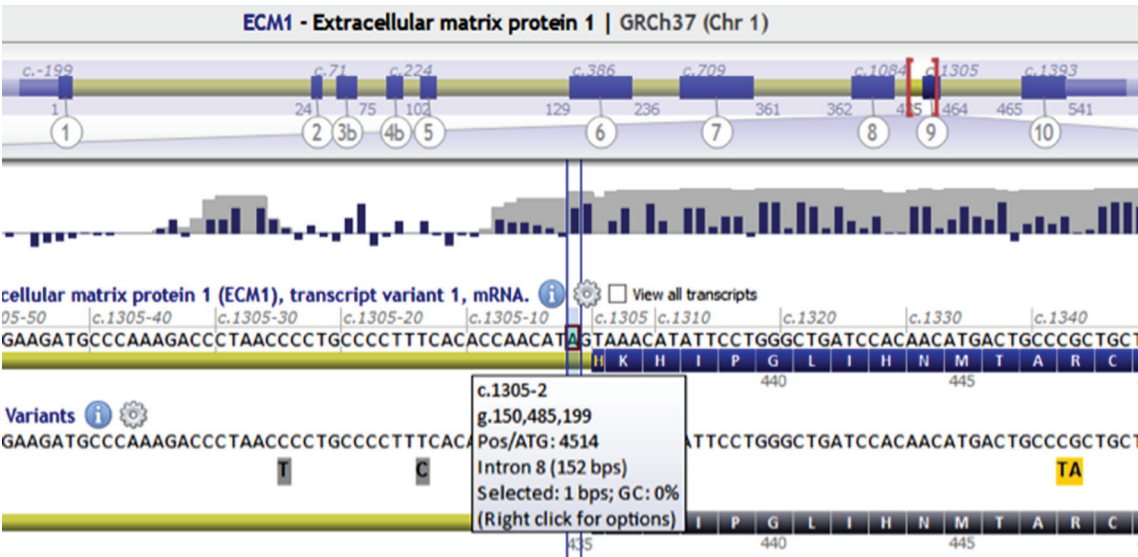 ECM1 - Extracellular matrix protein 1 | GRCh37 (Chr 1)
c.-199 c.71 c.224 c.386 c.709 c.1084 c.1305 c.1393
1 24 75 102 129 236 361 362 435 464 465 541
1 2 3b 4b 5 6 7 8 9 10
cellular matrix protein 1 (ECM1), transcript variant 1, mRNA. i View all transcripts
05-50 c.1305-40 c.1305-30 c.1305-20 c.1305-10 c.1305 c.1310 c.1320 c.1330 c.1340
GAAGATGCCCAAAGACCCTAACCCCTGCCCCTTTCACACCAACATAGTAAACATATTCCTGGGCTGATCCACAACATGACTGCCCGCTGCT
H K H I P G L I H N M T A R C
440 445
c.1305-2
g.150,485,199
Pos/ATG: 4514
Intron 8 (152 bps)
Selected: 1 bps; GC: 0%
(Right click for options)
Variants i
GAAGATGCCCAAAGACCCTAACCCCTGCCCCTTTCACA ATTCCTGGGCTGATCCACAACATGACTGCCCGCTGCT
T C TA
I P G L I H N M T A R C
435 440 445